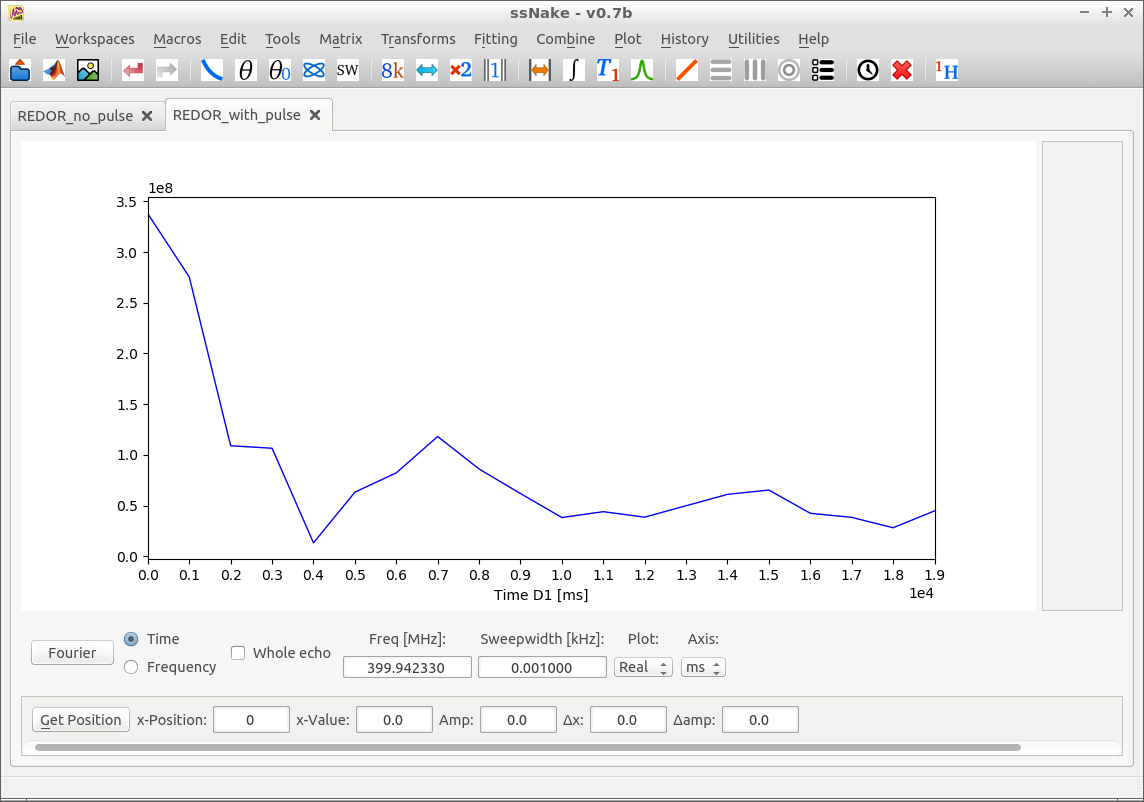 ssNake - v0.7b
File Workspaces Macros Edit Tools Matrix Transforms Fitting Combine Plot History Utilities Help
θ θ0 SW 8k ×2 ||1|| ∫ T1 1H
REDOR_no_pulse REDOR_with_pulse
1e8
3.5
3.0
2.5
2.0
1.5
1.0
0.5
0.0
0.0 0.1 0.2 0.3 0.4 0.5 0.6 0.7 0.8 0.9 1.0 1.1 1.2 1.3 1.4 1.5 1.6 1.7 1.8 1.9
Time D1 [ms] 1e4
Time Freq [MHz]: Sweepwidth [kHz]: Plot: Axis:
Fourier Whole echo
Frequency 399.942330 0.001000 Real ms
Get Position x-Position: 0 x-Value: 0.0 Amp: 0.0 Δx: 0.0 Δamp: 0.0